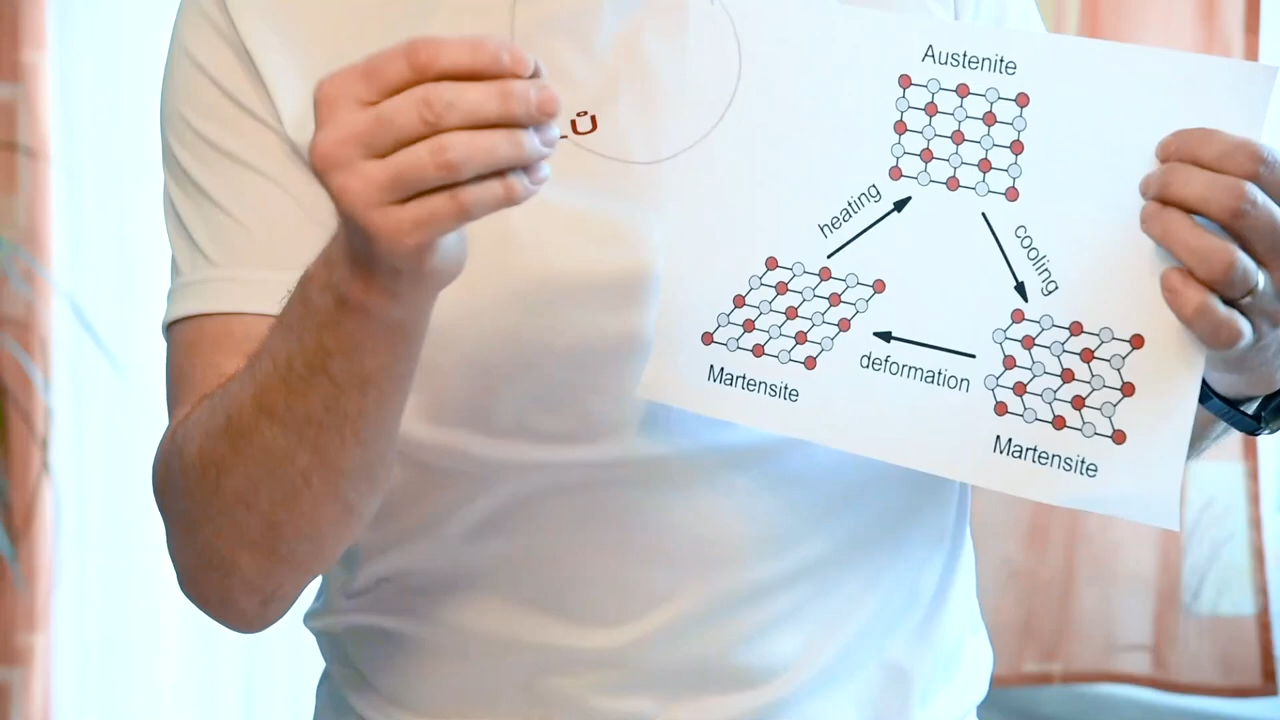 Austenite
heating
cooling
deformation
Martensite
Martensite